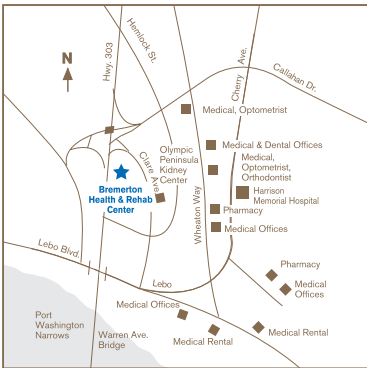 Hemlock St.
Hwy. 303
N
Cherry Ave.
Callahan Dr.
Medical, Optometrist
Medical & Dental Offices
Olympic
Peninsula
Kidney
Center
Clare Ave.
Medical,
Optometrist,
Orthodontist
Bremerton
Health & Rehab
Center
Harrison
Memorial Hospital
Wheaton Way
Pharmacy
Medical Offices
Lebo Blvd.
Pharmacy
Lebo
Medical
Offices
Medical Offices
Port
Washington
Narrows
Warren Ave.
Bridge
Medical Rental
Medical Rental